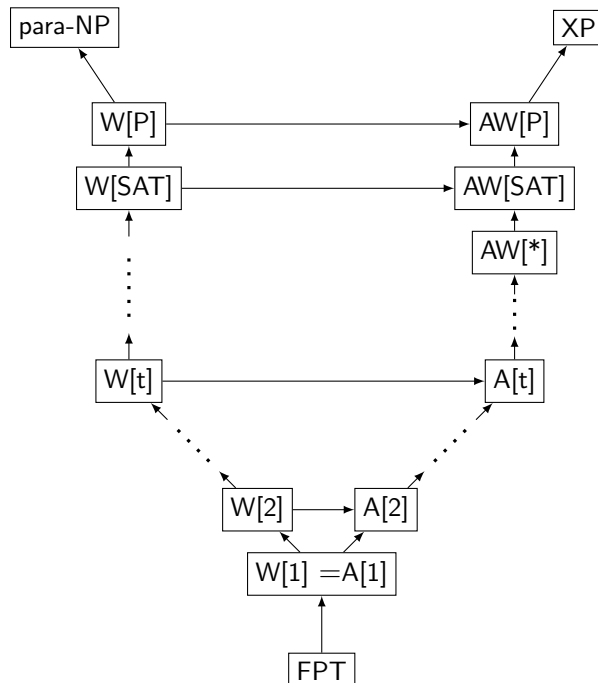 para-NP
XP
W[P]
AW[P]
W[SAT]
AW[SAT]
AW[*]
W[t]
A[t]
W[2]
A[2]
W[1] =A[1]
FPT